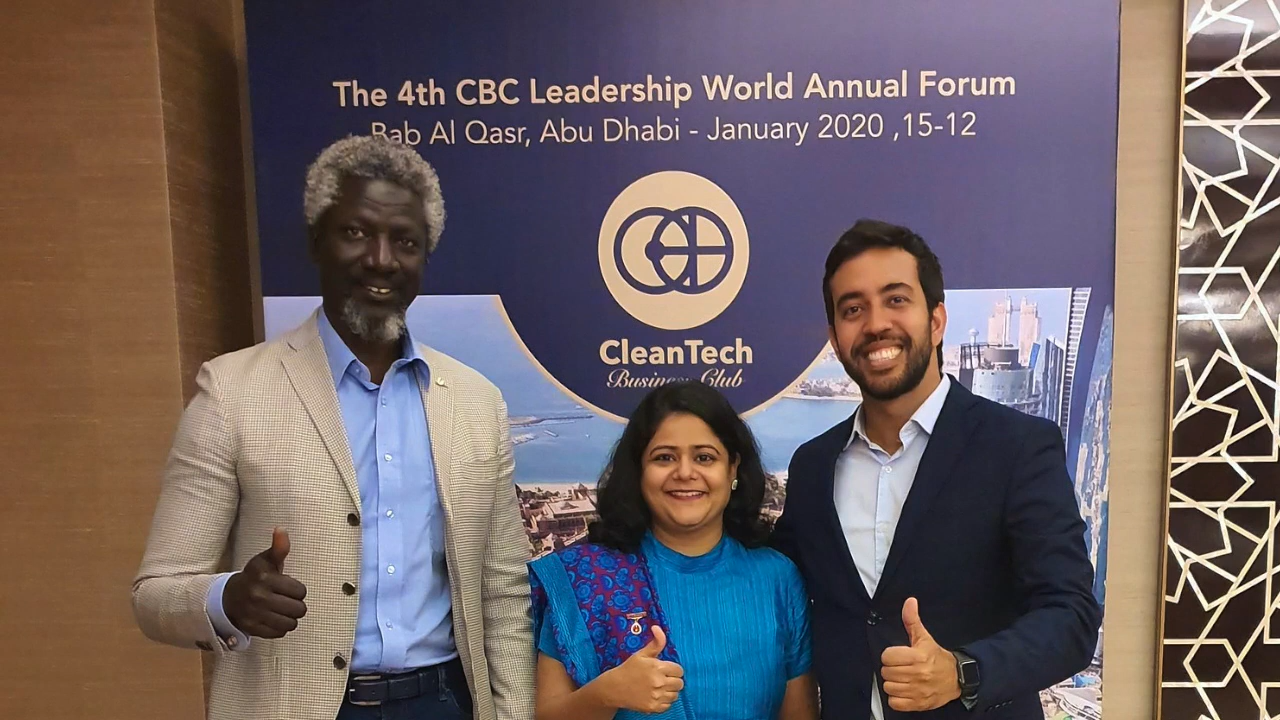 The 4th CBC Leadership World Annual Forum
Bab Al Qasr, Abu Dhabi - January 2020 ,15-12
CleanTech
Business Club